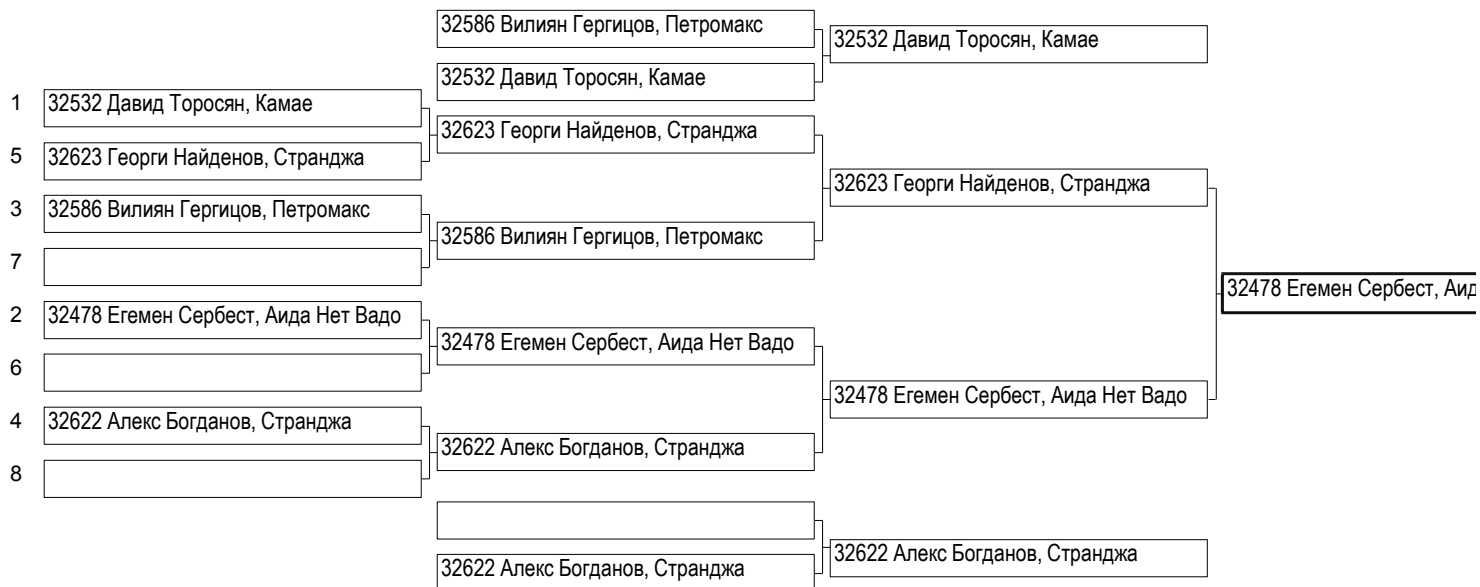 32586 Вилиян Гергицов, Петромакс
32532 Давид Торосян, Камае
32532 Давид Торосян, Камае
1 32532 Давид Торосян, Камае
32623 Георги Найденов, Странджа
5 32623 Георги Найденов, Странджа
32623 Георги Найденов, Странджа
3 32586 Вилиян Гергицов, Петромакс
32586 Вилиян Гергицов, Петромакс
7
32478 Егемен Сербест, Аид
2 32478 Егемен Сербест, Аида Нет Вадо
32478 Егемен Сербест, Аида Нет Вадо
6
32478 Егемен Сербест, Аида Нет Вадо
4 32622 Алекс Богданов, Странджа
32622 Алекс Богданов, Странджа
8
32622 Алекс Богданов, Странджа
32622 Алекс Богданов, Странджа